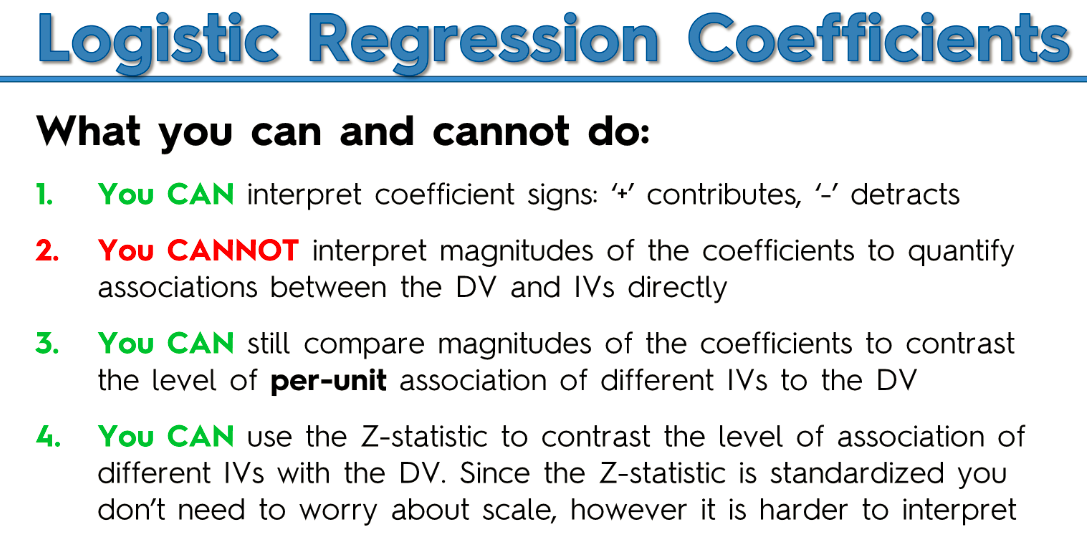 Logistic Regression Coefficients
What you can and cannot do:
1. You CAN interpret coefficient signs: ‘+’ contributes, ‘-’ detracts
2. You CANNOT interpret magnitudes of the coefficients to quantify
associations between the DV and IVs directly
3. You CAN still compare magnitudes of the coefficients to contrast
the level of per-unit association of different IVs to the DV
4. You CAN use the Z-statistic to contrast the level of association of
different IVs with the DV. Since the Z-statistic is standardized you
don’t need to worry about scale, however it is harder to interpret